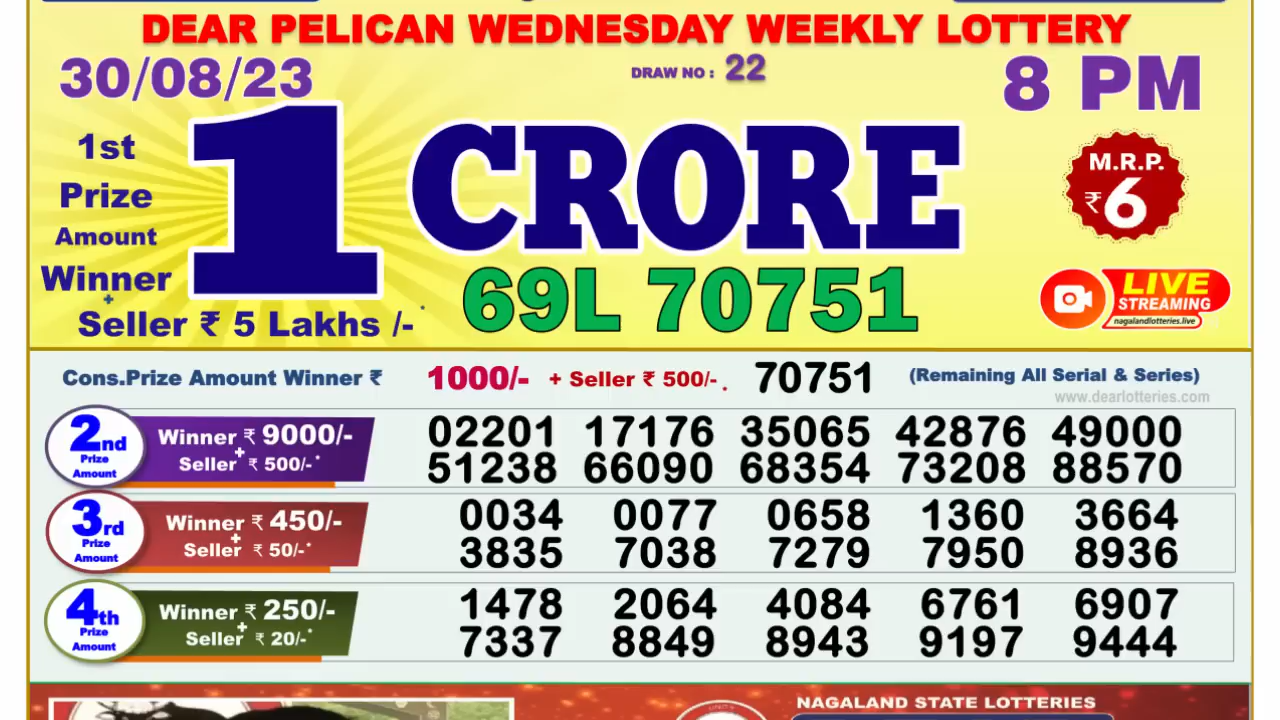 DEAR PELICAN WEDNESDAY WEEKLY LOTTERY
30/08/23
DRAW NO : 22
8 PM
1st
Prize
Amount
Winner
+
Seller ₹ 5 Lakhs /-
1 CRORE
69L 70751
M.R.P.
₹ 6
LIVE
STREAMING
nagalandlotteries.live
Cons.Prize Amount Winner ₹ 1000/- + Seller ₹ 500/- . 70751 (Remaining All Serial & Series)
www.dearlotteries.com
2nd
Prize
Amount
Winner ₹ 9000/-
+
Seller ₹ 500/-*
02201 17176 35065 42876 49000
51238 66090 68354 73208 88570
3rd
Prize
Amount
Winner ₹ 450/-
+
Seller ₹ 50/-*
0034 0077 0658 1360 3664
3835 7038 7279 7950 8936
4th
Prize
Amount
Winner ₹ 250/-
+
Seller ₹ 20/-*
1478 2064 4084 6761 6907
7337 8849 8943 9197 9444
NAGALAND STATE LOTTERIES